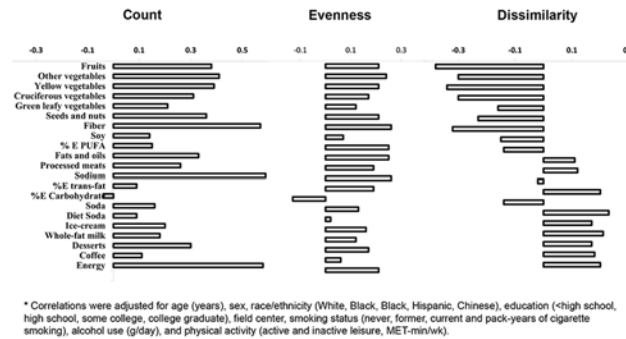 Count Evenness Dissimilarity
-0.3 -0.1 0.1 0.3 0.5 -0.1 0.1 0.3 -0.3 -0.1 0.1
Fruits
Other vegetables
Yellow vegetables
Cruciferous vegetables
Green leafy vegetables
Seeds and nuts
Fiber
Soy
% E PUFA
Fats and oils
Processed meats
Sodium
%E trans-fat
%E Carbohydrate
Soda
Diet Soda
Ice-cream
Whole-fat milk
Desserts
Coffee
Energy
* Correlations were adjusted for age (years), sex, race/ethnicity (White, Black, Black, Hispanic, Chinese), education (<high school,
high school, some college, college graduate), field center, smoking status (never, former, current and pack-years of cigarette
smoking), alcohol use (g/day), and physical activity (active and inactive leisure, MET-min/wk).